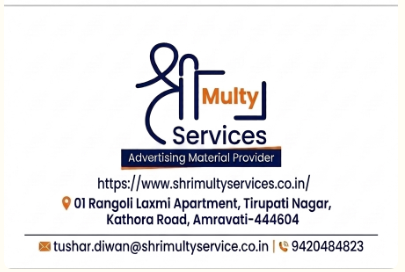 श्री Multy
Services
Advertising Material Provider
https://www.shrimultyservices.co.in/
01 Rangoli Laxmi Apartment, Tirupati Nagar,
Kathora Road, Amravati-444604
tushar.diwan@shrimultyservice.co.in | 9420484823